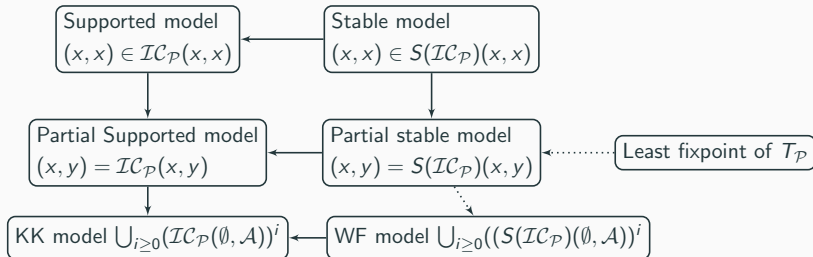 Supported model
(x, x) ∈ 𝓘𝓒_𝓟(x, x)
Stable model
(x, x) ∈ S(𝓘𝓒_𝓟)(x, x)
Partial Supported model
(x, y) = 𝓘𝓒_𝓟(x, y)
Partial stable model
(x, y) = S(𝓘𝓒_𝓟)(x, y)
Least fixpoint of T_𝓟
KK model ⋃_{i≥0}(𝓘𝓒_𝓟(∅, 𝓐))^i
WF model ⋃_{i≥0}((S(𝓘𝓒_𝓟)(∅, 𝓐))^i